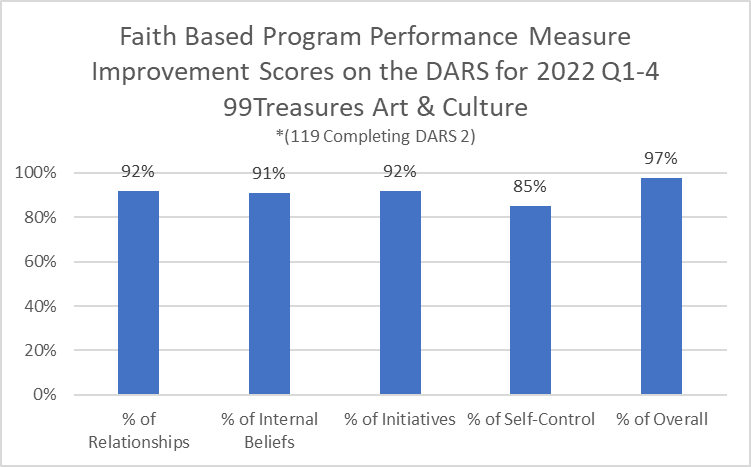 Faith Based Program Performance Measure
Improvement Scores on the DARS for 2022 Q1-4
99Treasures Art & Culture
*(119 Completing DARS 2)
92%
91%
92%
85%
97%
100%
80%
60%
40%
20%
0%
% of Relationships
% of Internal Beliefs
% of Initiatives
% of Self-Control
% of Overall